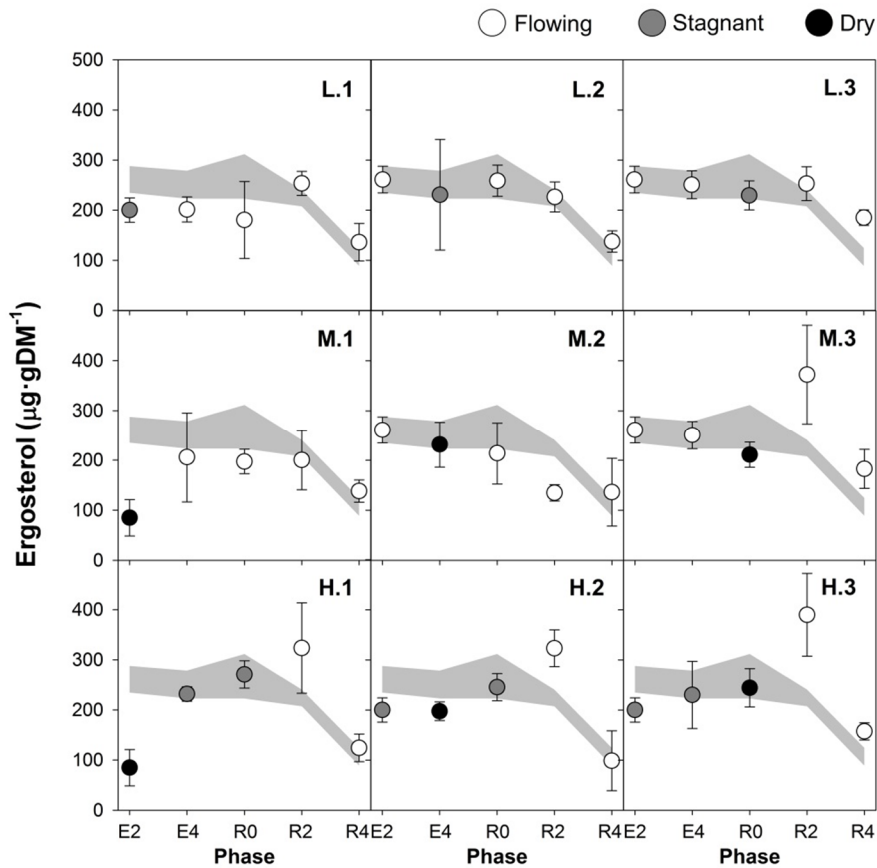 Flowing Stagnant Dry
500
400 L.1 L.2 L.3
300
200
100
0
M.1 M.2 M.3
400
300
200
100
0
H.1 H.2 H.3
400
300
200
100
0
Ergosterol (μg·gDM⁻¹)
E2 E4 R0 R2 R4 E2 E4 R0 R2 R4 E2 E4 R0 R2 R4
Phase Phase Phase